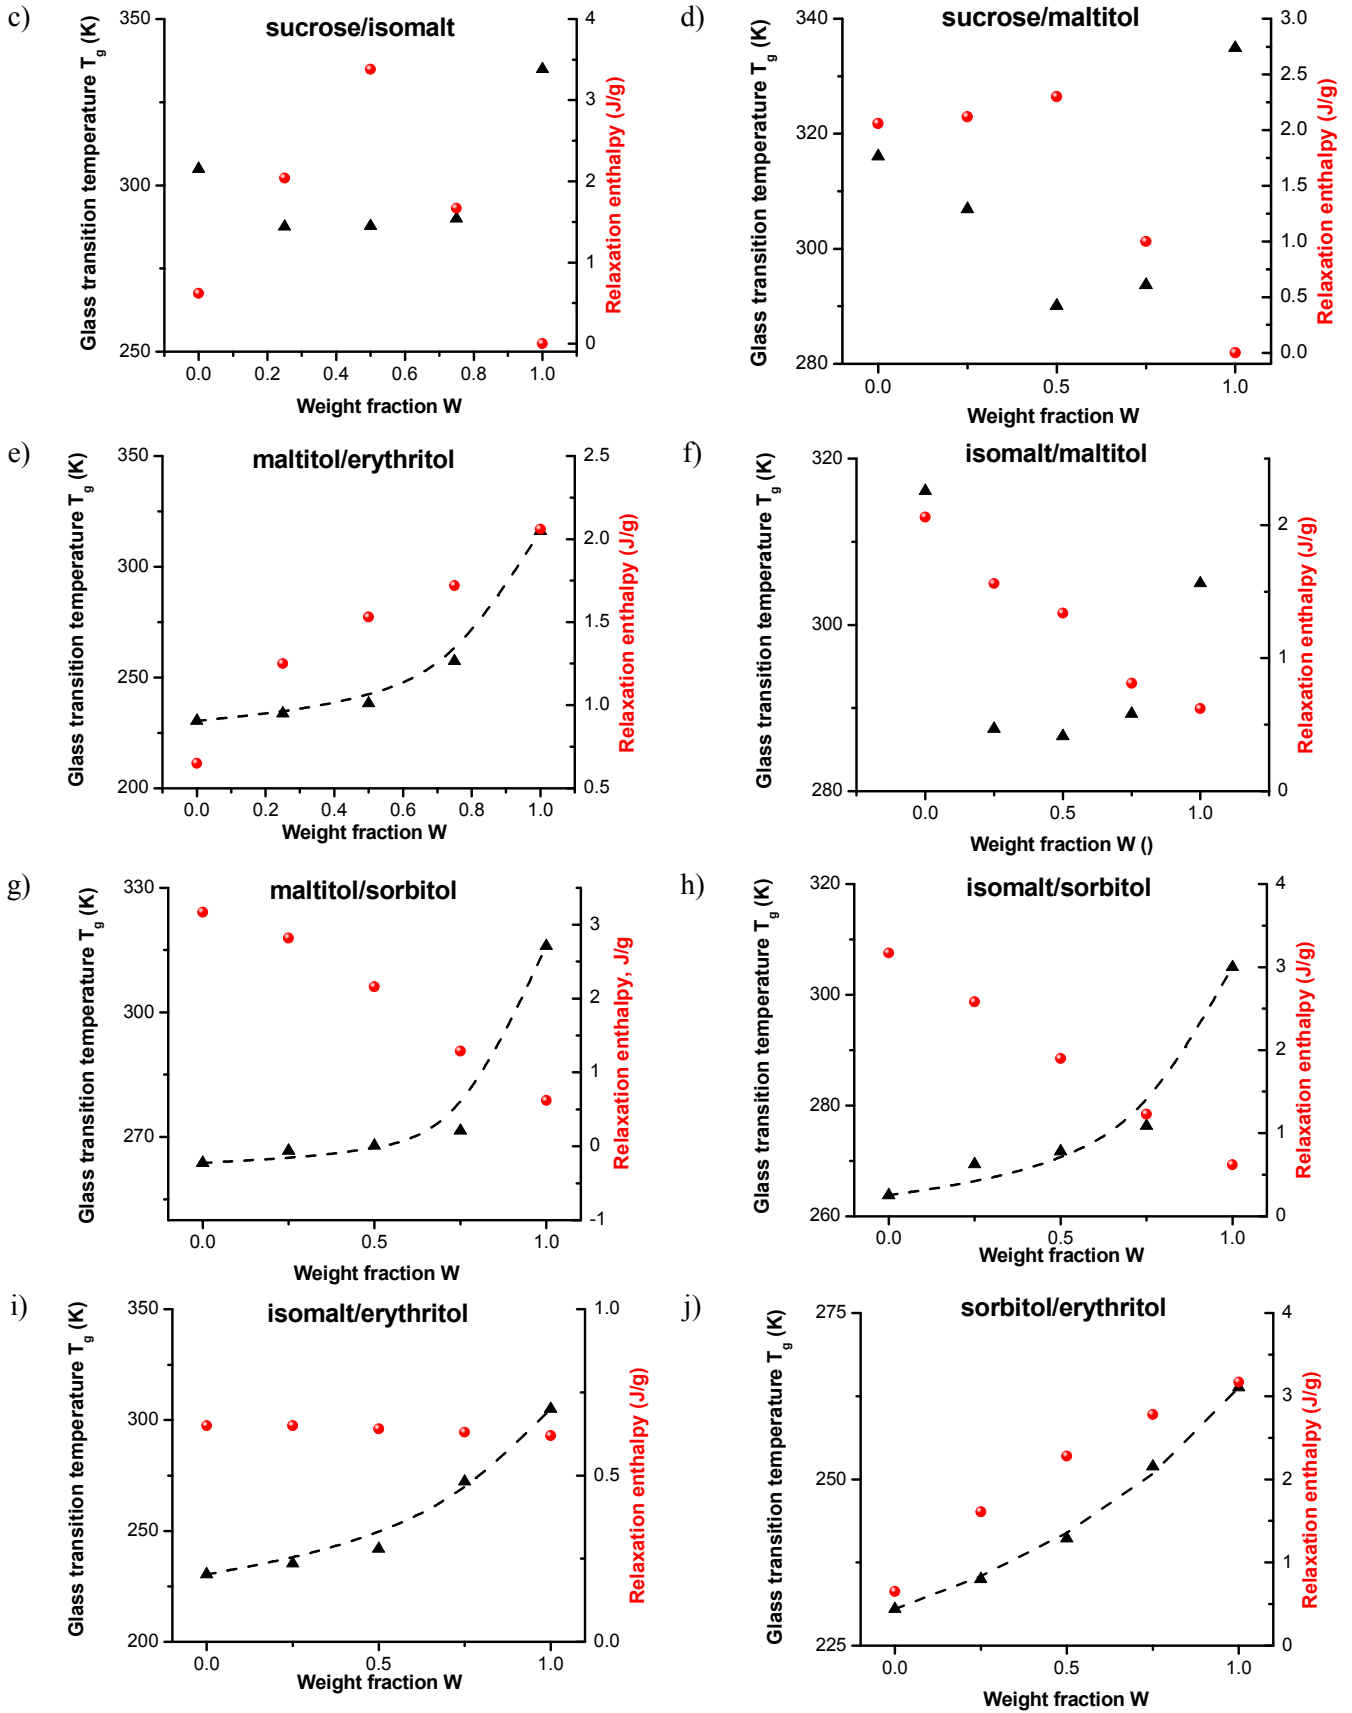 c)
sucrose/isomalt
Glass transition temperature T_g (K)
350
300
250
0.0 0.2 0.4 0.6 0.8 1.0
Weight fraction W
4
3
2
1
0
Relaxation enthalpy (J/g)
d)
sucrose/maltitol
Glass transition temperature T_g (K)
340
320
300
280
0.0 0.5 1.0
Weight fraction W
3.0
2.5
2.0
1.5
1.0
0.5
0.0
Relaxation enthalpy (J/g)
e)
maltitol/erythritol
Glass transition temperature T_g (K)
350
300
250
200
0.0 0.2 0.4 0.6 0.8 1.0
Weight fraction W
2.5
2.0
1.5
1.0
0.5
Relaxation enthalpy (J/g)
f)
isomalt/maltitol
Glass transition temperature T_g (K)
320
300
280
0.0 0.5 1.0
Weight fraction W ()
2
1
0
Relaxation enthalpy (J/g)
g)
maltitol/sorbitol
Glass transition temperature T_g (K)
330
300
270
0.0 0.5 1.0
Weight fraction W
3
2
1
0
-1
Relaxation enthalpy, J/g
h)
isomalt/sorbitol
Glass transition temperature T_g (K)
320
300
280
260
0.0 0.5 1.0
Weight fraction W
4
3
2
1
0
Relaxation enthalpy (J/g)
i)
isomalt/erythritol
Glass transition temperature T_g (K)
350
300
250
200
0.0 0.5 1.0
Weight fraction W
1.0
0.5
0.0
Relaxation enthalpy (J/g)
j)
sorbitol/erythritol
Glass transition temperature T_g (K)
275
250
225
0.0 0.5 1.0
Weight fraction W
4
3
2
1
0
Relaxation enthalpy (J/g)